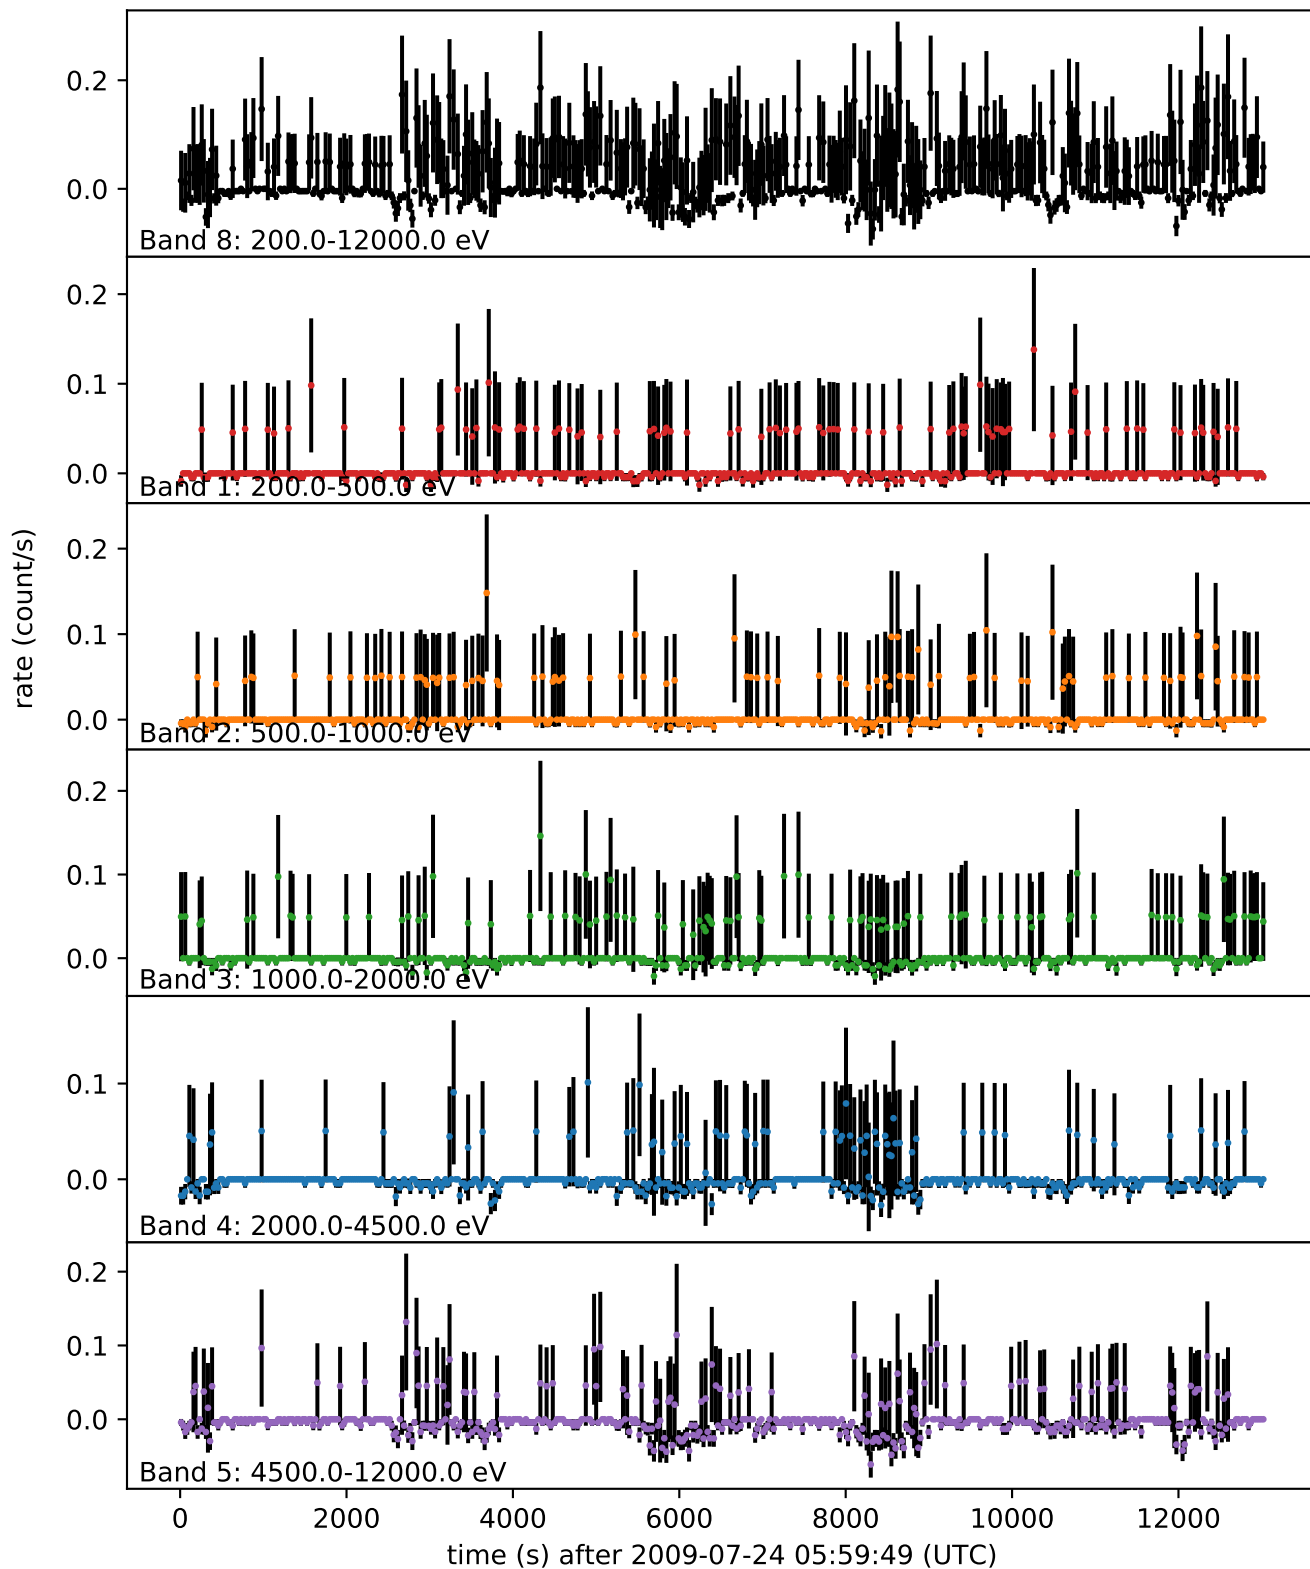 0.2
0.0
Band 8: 200.0-12000.0 eV
0.2
0.1
0.0
Band 1: 200.0-500.0 eV
0.2
0.1
0.0
Band 2: 500.0-1000.0 eV
rate (count/s)
0.2
0.1
0.0
Band 3: 1000.0-2000.0 eV
0.1
0.0
Band 4: 2000.0-4500.0 eV
0.2
0.1
0.0
Band 5: 4500.0-12000.0 eV
0 2000 4000 6000 8000 10000 12000
time (s) after 2009-07-24 05:59:49 (UTC)